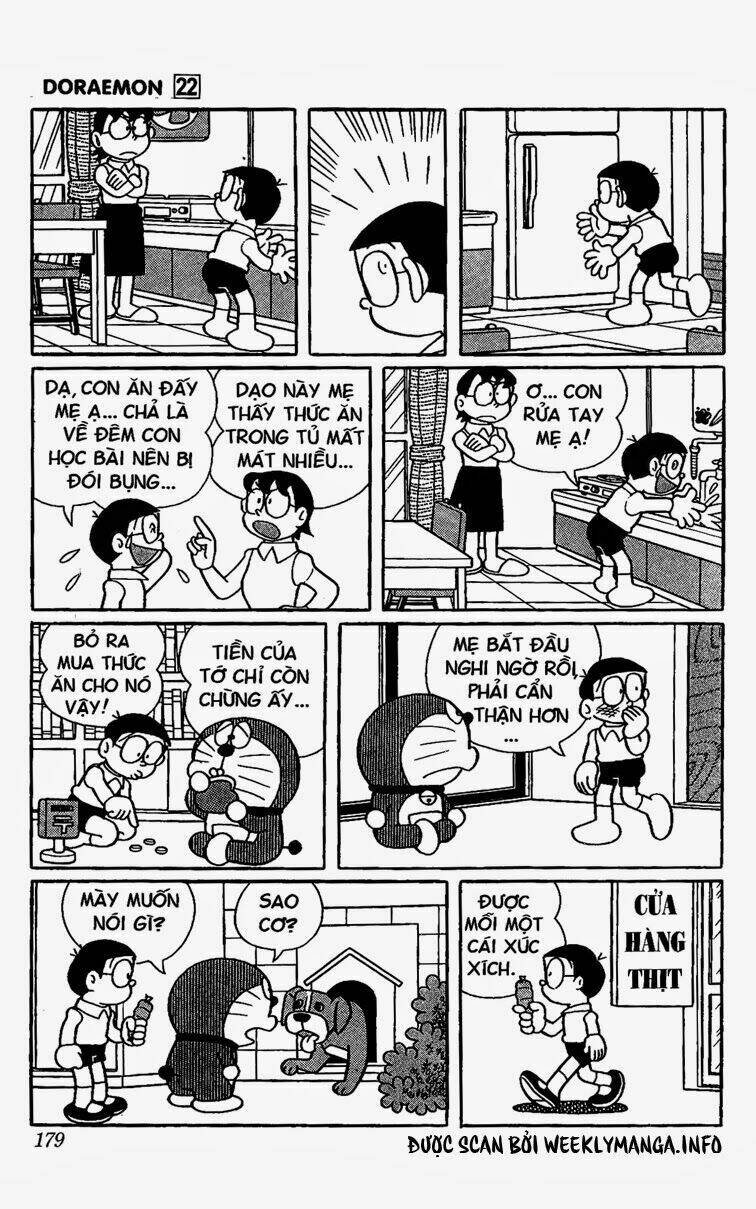 DORAEMON 22
Ơ... CON
RỬA TAY
MẸ Ạ!
DẠO NÀY MẸ
THẤY THỨC ĂN
TRONG TỦ MẤT
MÁT NHIỀU...
DẠ, CON ĂN ĐẤY
MẸ Ạ... CHẢ LÀ
VỀ ĐÊM CON
HỌC BÀI NÊN BỊ
ĐÓI BỤNG...
MẸ BẮT ĐẦU
NGHI NGỜ RỒI,
PHẢI CẨN
THẬN HƠN
...
TIỀN CỦA
TỚ CHỈ CÒN
CHỪNG ẤY...
BỎ RA
MUA THỨC
ĂN CHO NÓ
VẬY!
CỬA
HÀNG
THỊT
ĐƯỢC
MỖI MỘT
CÁI XÚC
XÍCH.
SAO
CƠ?
MÀY MUỐN
NÓI GÌ?
179
ĐƯỢC SCAN BỞI WEEKLYMANGA.INFO